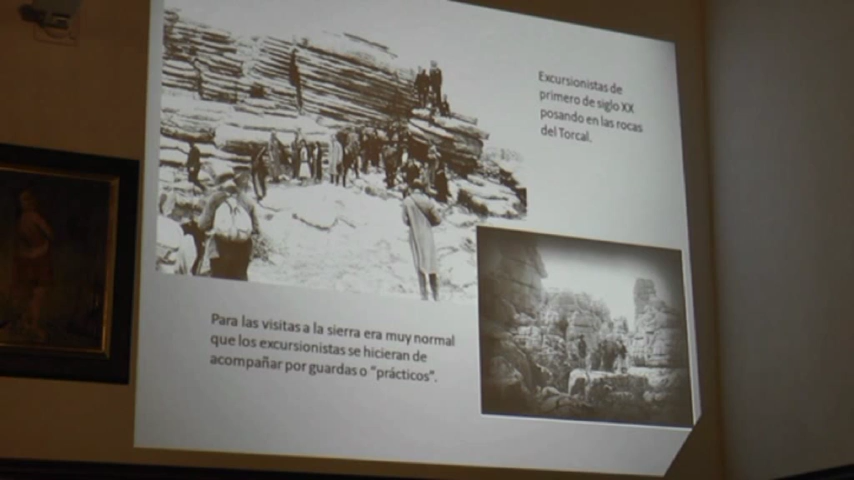 Excursionistas de
primero de siglo XX
posando en las rocas
del Torcal.
Para las visitas a la sierra era muy normal
que los excursionistas se hicieran de
acompañar por guardas o "prácticos".